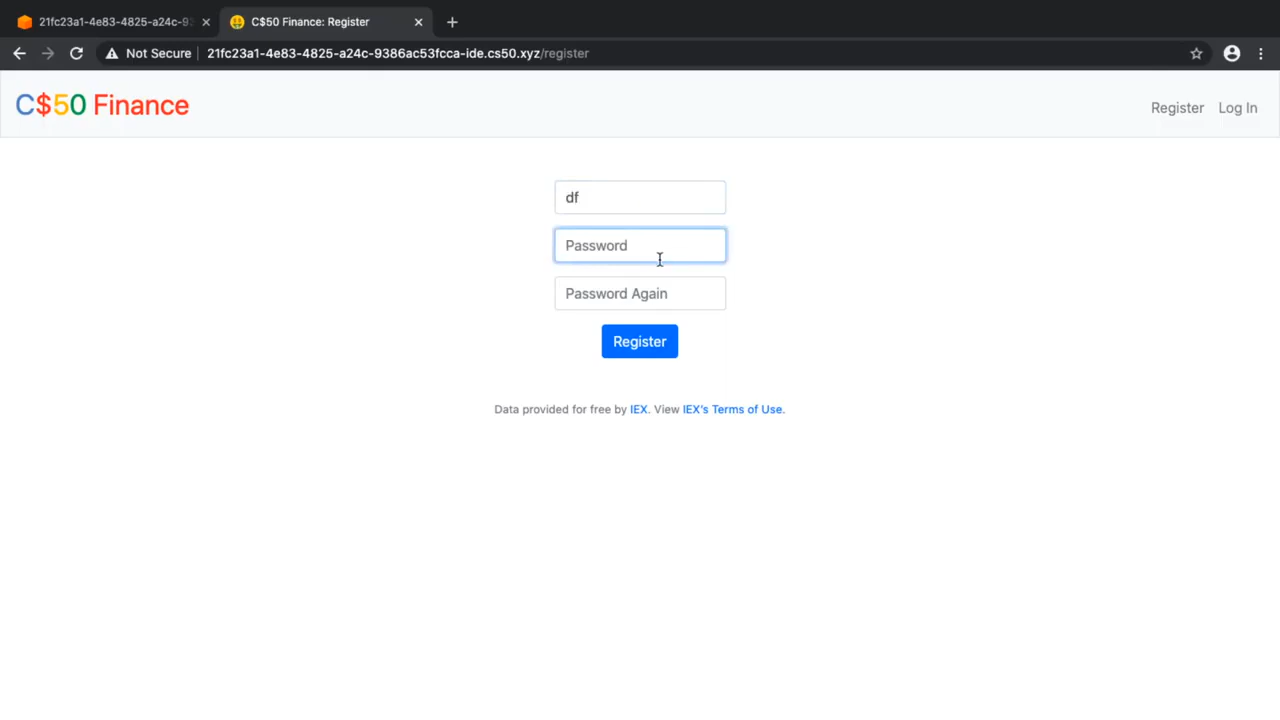 21fc23a1-4e83-4825-a24c-93
C$50 Finance: Register
Not Secure
21fc23a1-4e83-4825-a24c-9386ac53fcca-ide.cs50.xyz/register
C$50 Finance
Register
Log In
df
Password
Password Again
Register
Data provided for free by IEX. View IEX's Terms of Use.